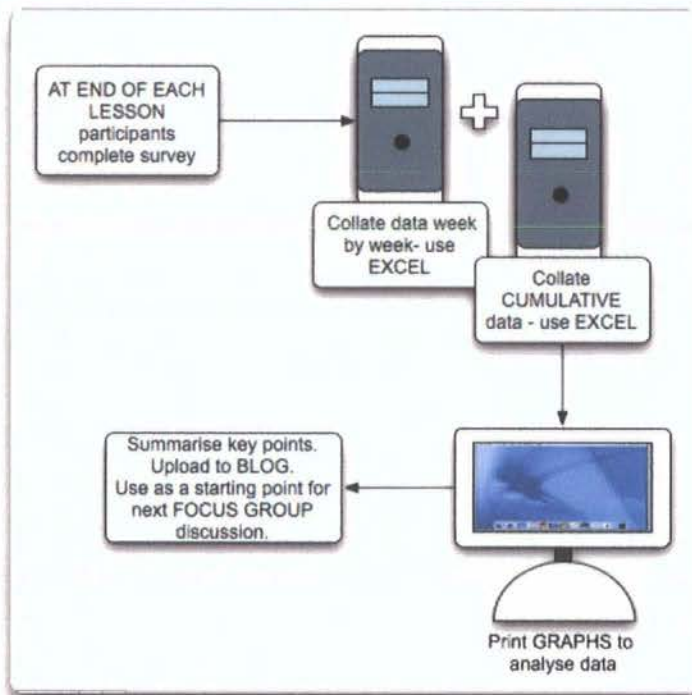 AT END OF EACH
LESSON
participants
complete survey
Collate data week
by week- use
EXCEL
Collate
CUMULATIVE
data - use EXCEL
Summarise key points.
Upload to BLOG.
Use as a starting point for
next FOCUS GROUP
discussion.
Print GRAPHS to
analyse data